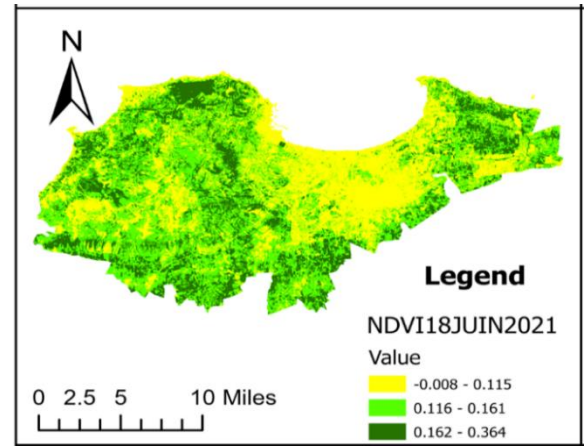 N
Legend
NDVI18JUIN2021
Value
-0.008 - 0.115
0.116 - 0.161
0.162 - 0.364
0 2.5 5 10 Miles